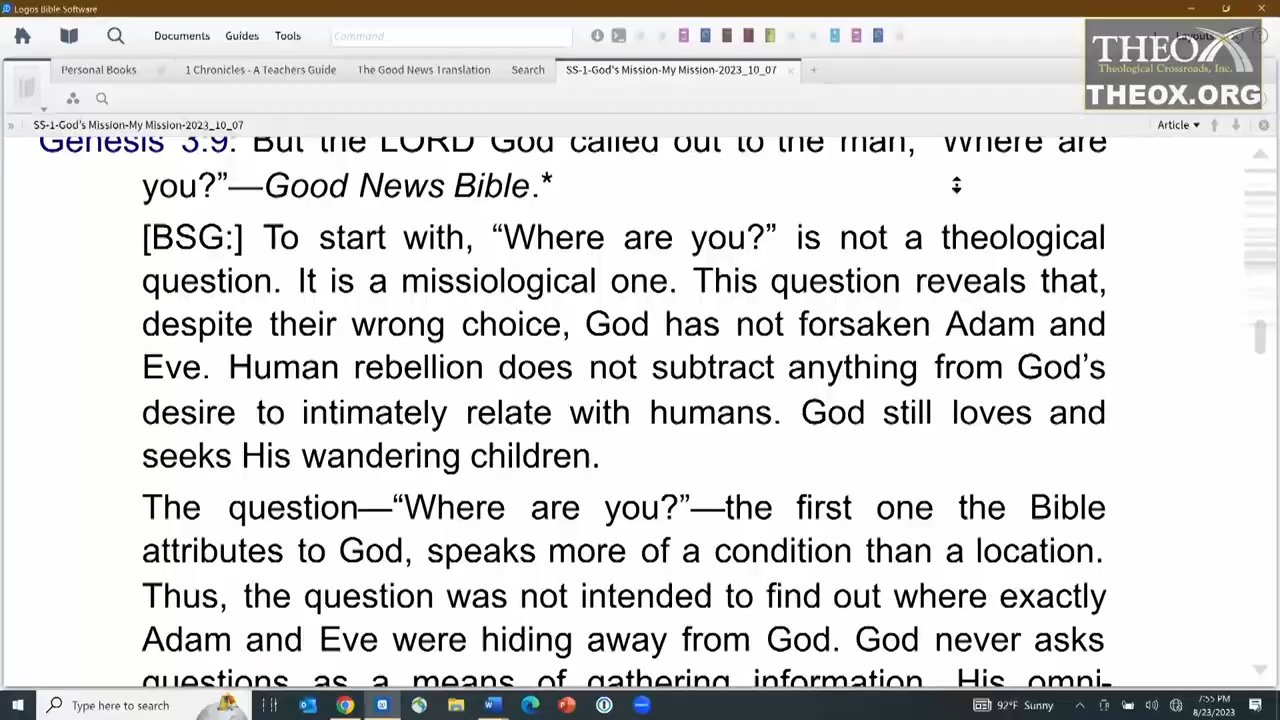 Logos Bible Software
Documents Guides Tools Command
THEOX
Theological Crossroads, Inc.
THEOX.ORG
Personal Books 1 Chronicles - A Teachers Guide Search SS-1-God's Mission-My Mission-2023_10_07
SS-1-God's Mission-My Mission-2023_10_07 Article
Genesis 3:9: But the LORD God called out to the man, “Where are
you?”—Good News Bible.*
[BSG:] To start with, “Where are you?” is not a theological
question. It is a missiological one. This question reveals that,
despite their wrong choice, God has not forsaken Adam and
Eve. Human rebellion does not subtract anything from God’s
desire to intimately relate with humans. God still loves and
seeks His wandering children.
The question—“Where are you?”—the first one the Bible
attributes to God, speaks more of a condition than a location.
Thus, the question was not intended to find out where exactly
Adam and Eve were hiding away from God. God never asks
questions as a means of gathering information. His omni-
Type here to search
92°F Sunny
7:55 PM
8/23/2023